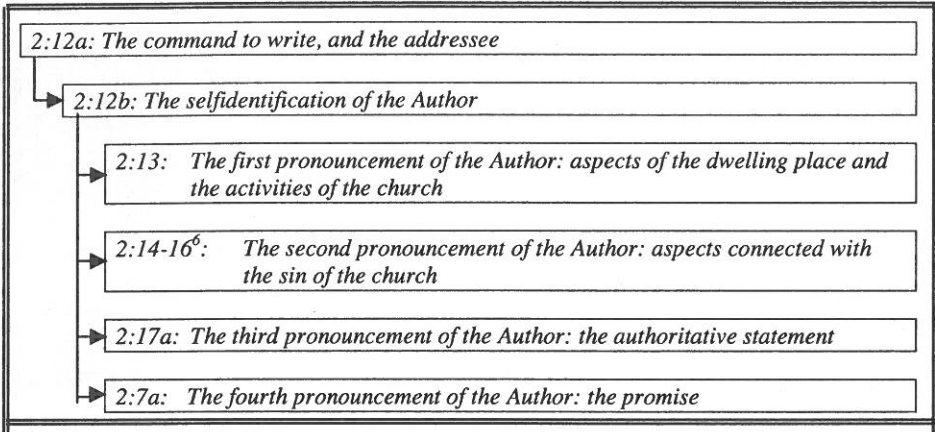 2:12a: The command to write, and the addressee
2:12b: The selfidentification of the Author
2:13: The first pronouncement of the Author: aspects of the dwelling place and
the activities of the church
2:14-16⁶: The second pronouncement of the Author: aspects connected with
the sin of the church
2:17a: The third pronouncement of the Author: the authoritative statement
2:7a: The fourth pronouncement of the Author: the promise